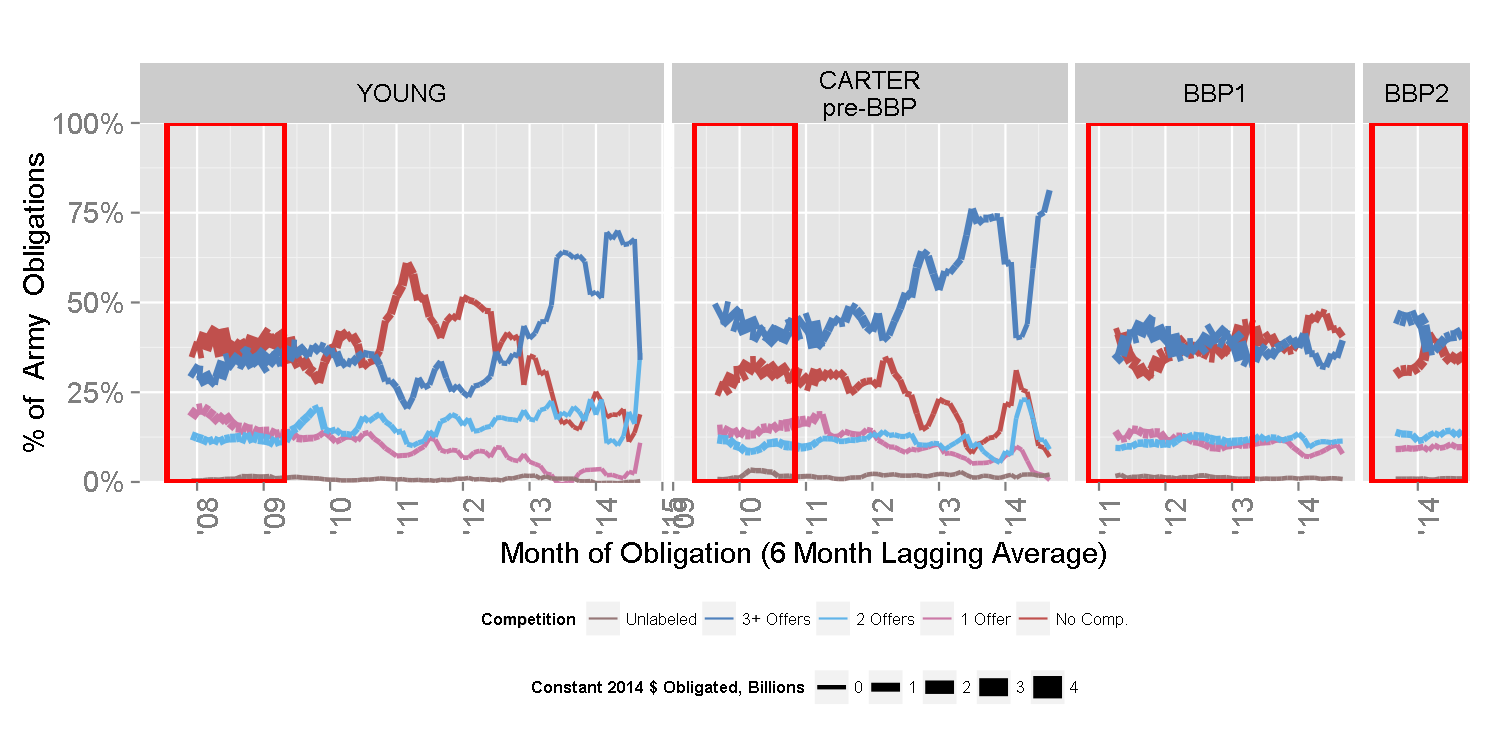 YOUNG
CARTER
pre-BBP
BBP1
BBP2
100%
75%
50%
25%
0%
% of Army Obligations
'08
'09
'10
'11
'12
'13
'14
'15
'09
'10
'11
'12
'13
'14
'11
'12
'13
'14
'14
Month of Obligation (6 Month Lagging Average)
Competition Unlabeled 3+ Offers 2 Offers 1 Offer No Comp.
Constant 2014 $ Obligated, Billions 0 1 2 3 4